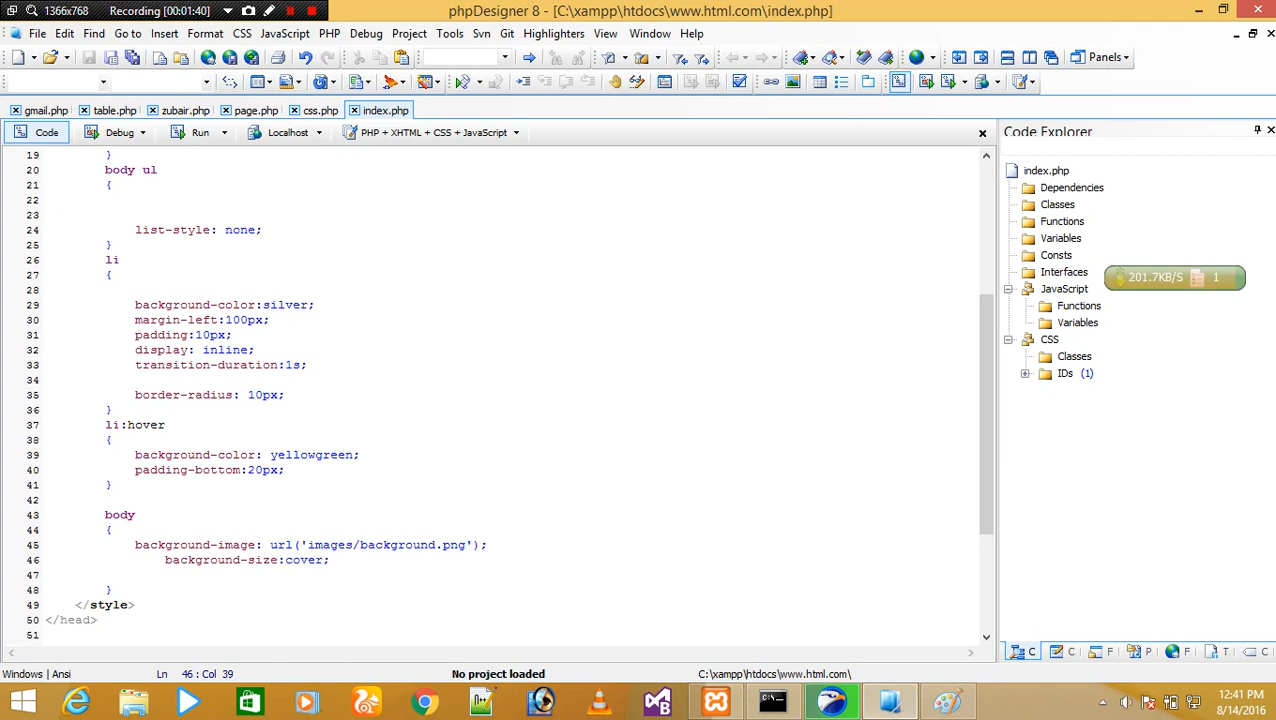 1366x768 Recording [00:01:40] phpDesigner 8 - [C:\xampp\htdocs\www.html.com\index.php]
File Edit Find Go to Insert Format CSS JavaScript PHP Debug Project Tools Svn Git Highlighters View Window Help
Panels
gmail.php table.php zubair.php page.php css.php index.php
Code Debug Run Localhost PHP + XHTML + CSS + JavaScript
Code Explorer
19 }
20 body ul
21 {
22
23
24 list-style: none;
25 }
26 li
27 {
28
29 background-color:silver;
30 margin-left:100px;
31 padding:10px;
32 display: inline;
33 transition-duration:1s;
34
35 border-radius: 10px;
36 }
37 li:hover
38 {
39 background-color: yellowgreen;
40 padding-bottom:20px;
41 }
42
43 body
44 {
45 background-image: url('images/background.png');
46 background-size:cover;
47
48 }
49 </style>
50 </head>
51
index.php
Dependencies
Classes
Functions
Variables
Consts
Interfaces
201.7KB/S 1
JavaScript
Functions
Variables
CSS
Classes
IDs (1)
C C F P F T C
Windows | Ansi Ln 46 : Col 39 No project loaded C:\xampp\htdocs\www.html.com\
12:41 PM
8/14/2016